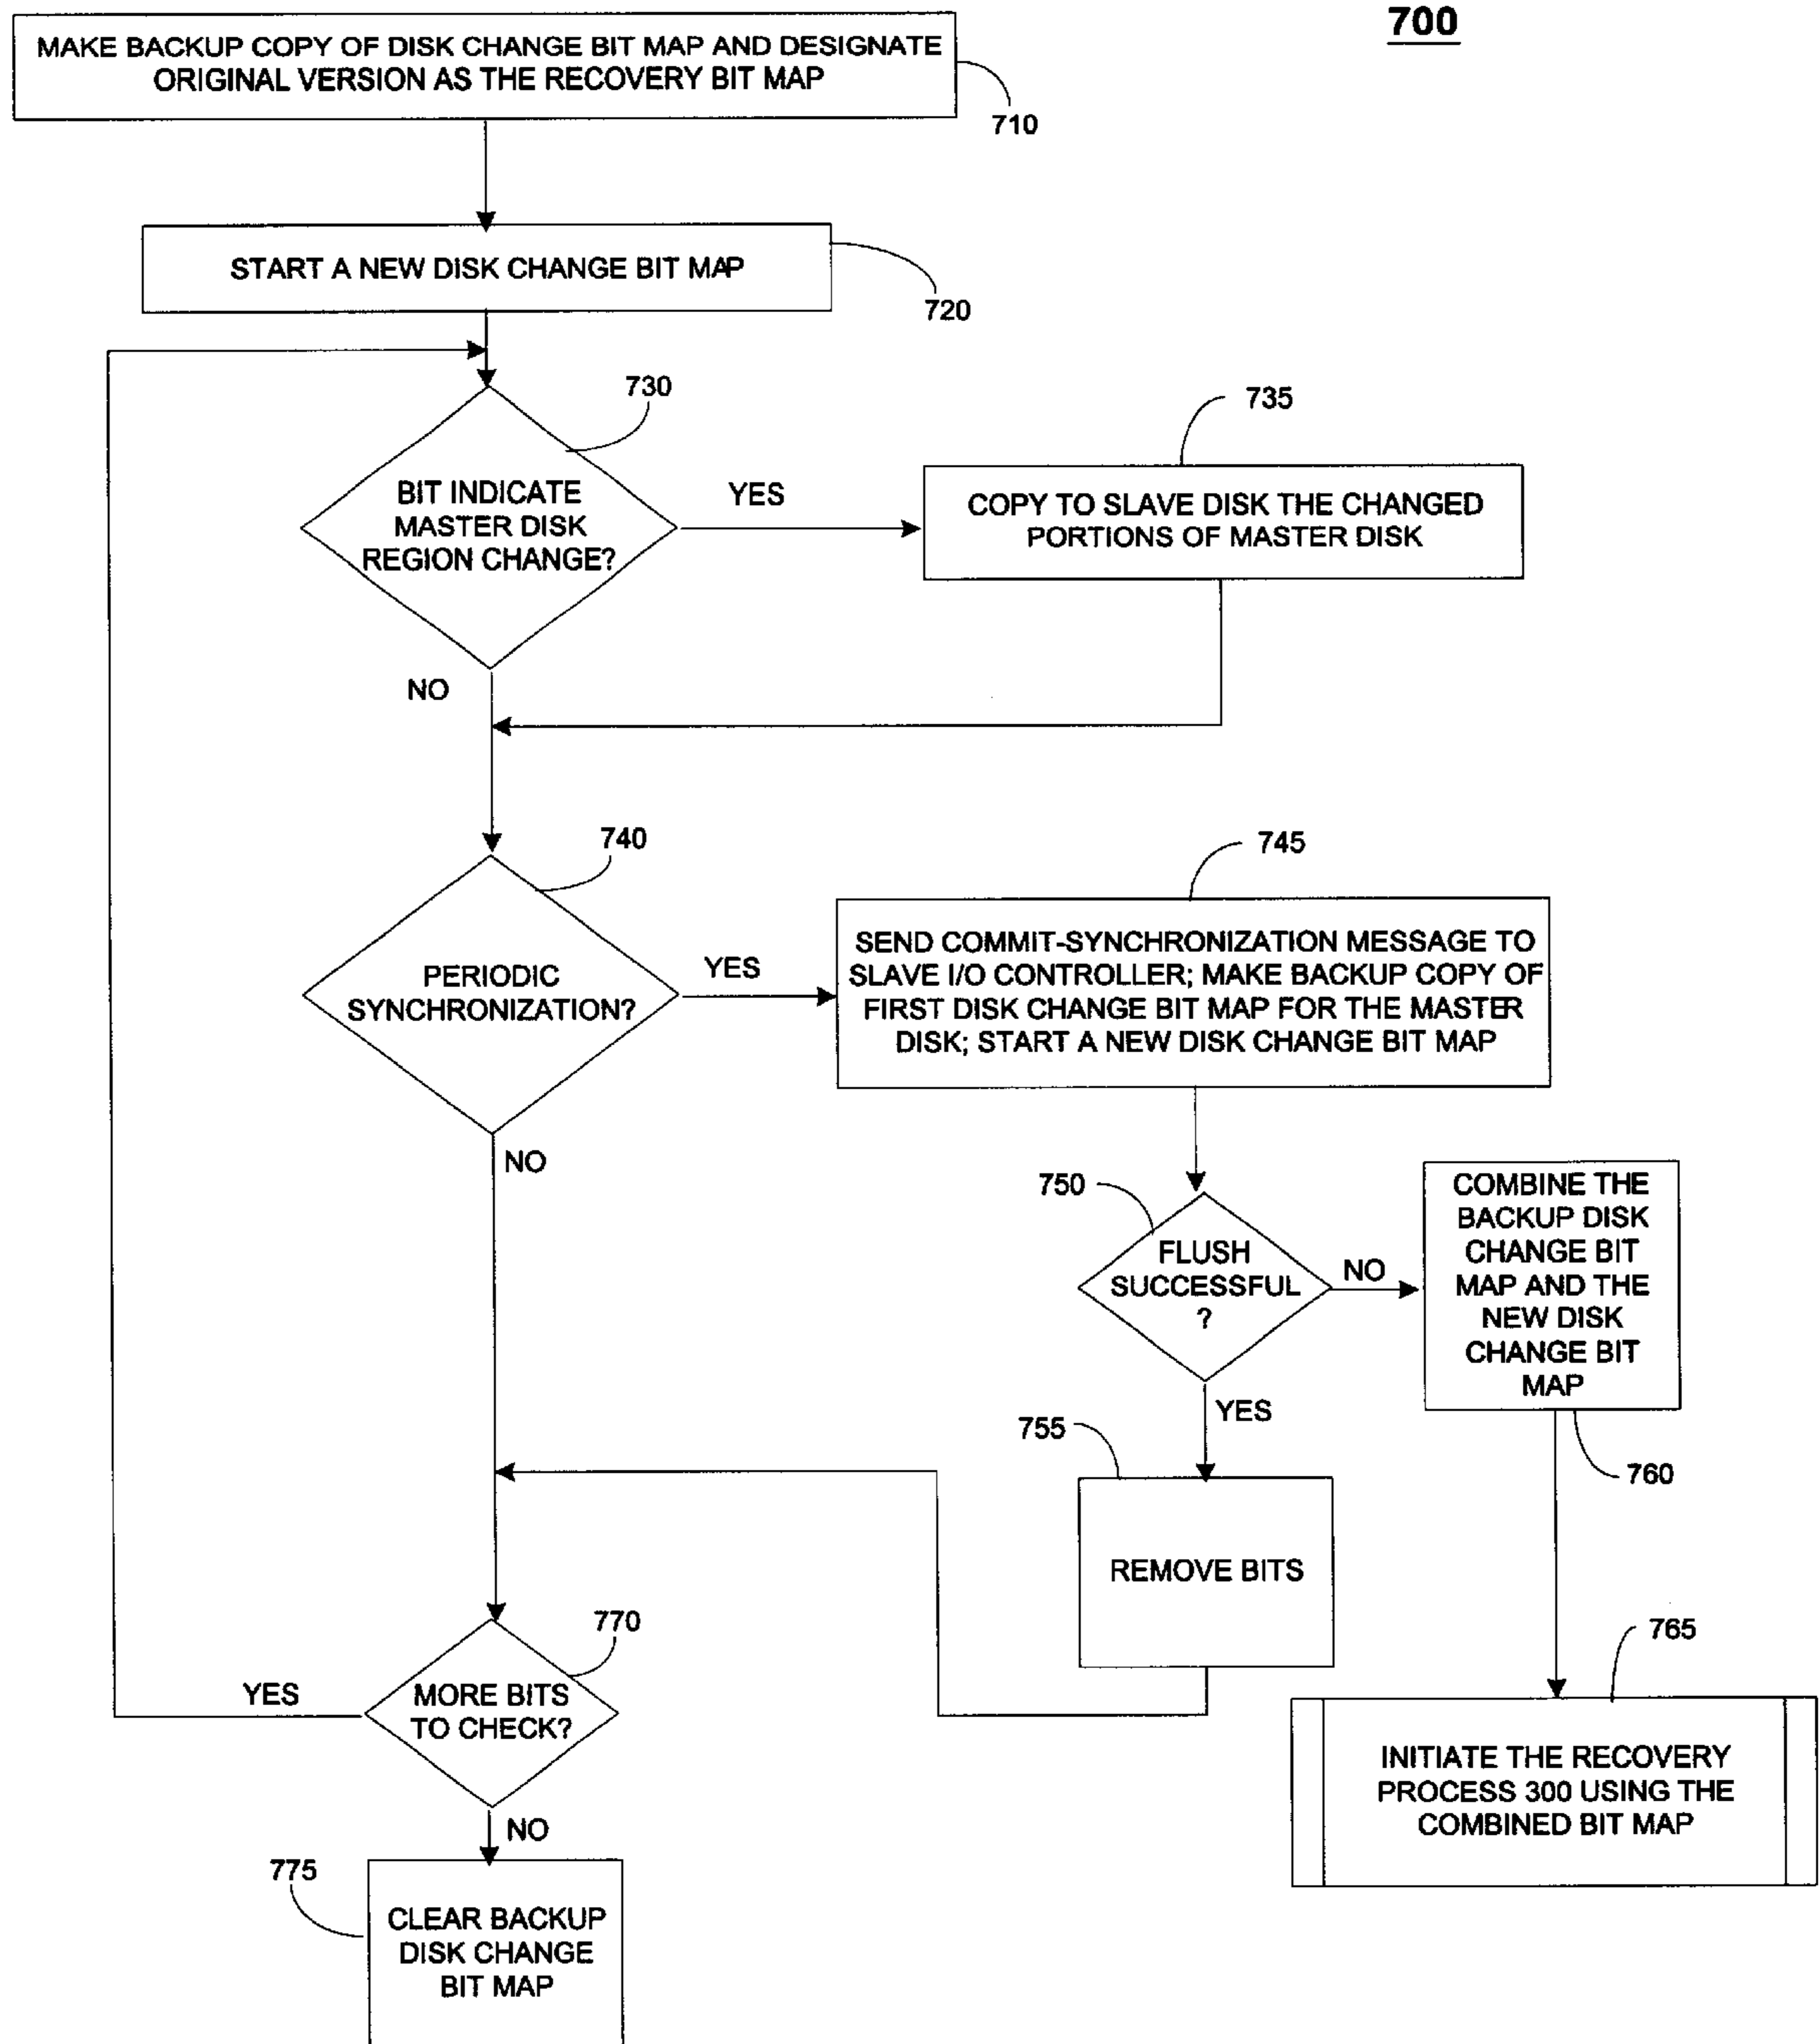 700
MAKE BACKUP COPY OF DISK CHANGE BIT MAP AND DESIGNATE
ORIGINAL VERSION AS THE RECOVERY BIT MAP
710
START A NEW DISK CHANGE BIT MAP
720
730
BIT INDICATE
MASTER DISK
REGION CHANGE?
YES
735
COPY TO SLAVE DISK THE CHANGED
PORTIONS OF MASTER DISK
NO
740
PERIODIC
SYNCHRONIZATION?
YES
745
SEND COMMIT-SYNCHRONIZATION MESSAGE TO
SLAVE I/O CONTROLLER; MAKE BACKUP COPY OF
FIRST DISK CHANGE BIT MAP FOR THE MASTER
DISK; START A NEW DISK CHANGE BIT MAP
NO
750
FLUSH
SUCCESSFUL
?
NO
COMBINE THE
BACKUP DISK
CHANGE BIT
MAP AND THE
NEW DISK
CHANGE BIT
MAP
760
YES
755
REMOVE BITS
765
INITIATE THE RECOVERY
PROCESS 300 USING THE
COMBINED BIT MAP
770
MORE BITS
TO CHECK?
YES
NO
775
CLEAR BACKUP
DISK CHANGE
BIT MAP